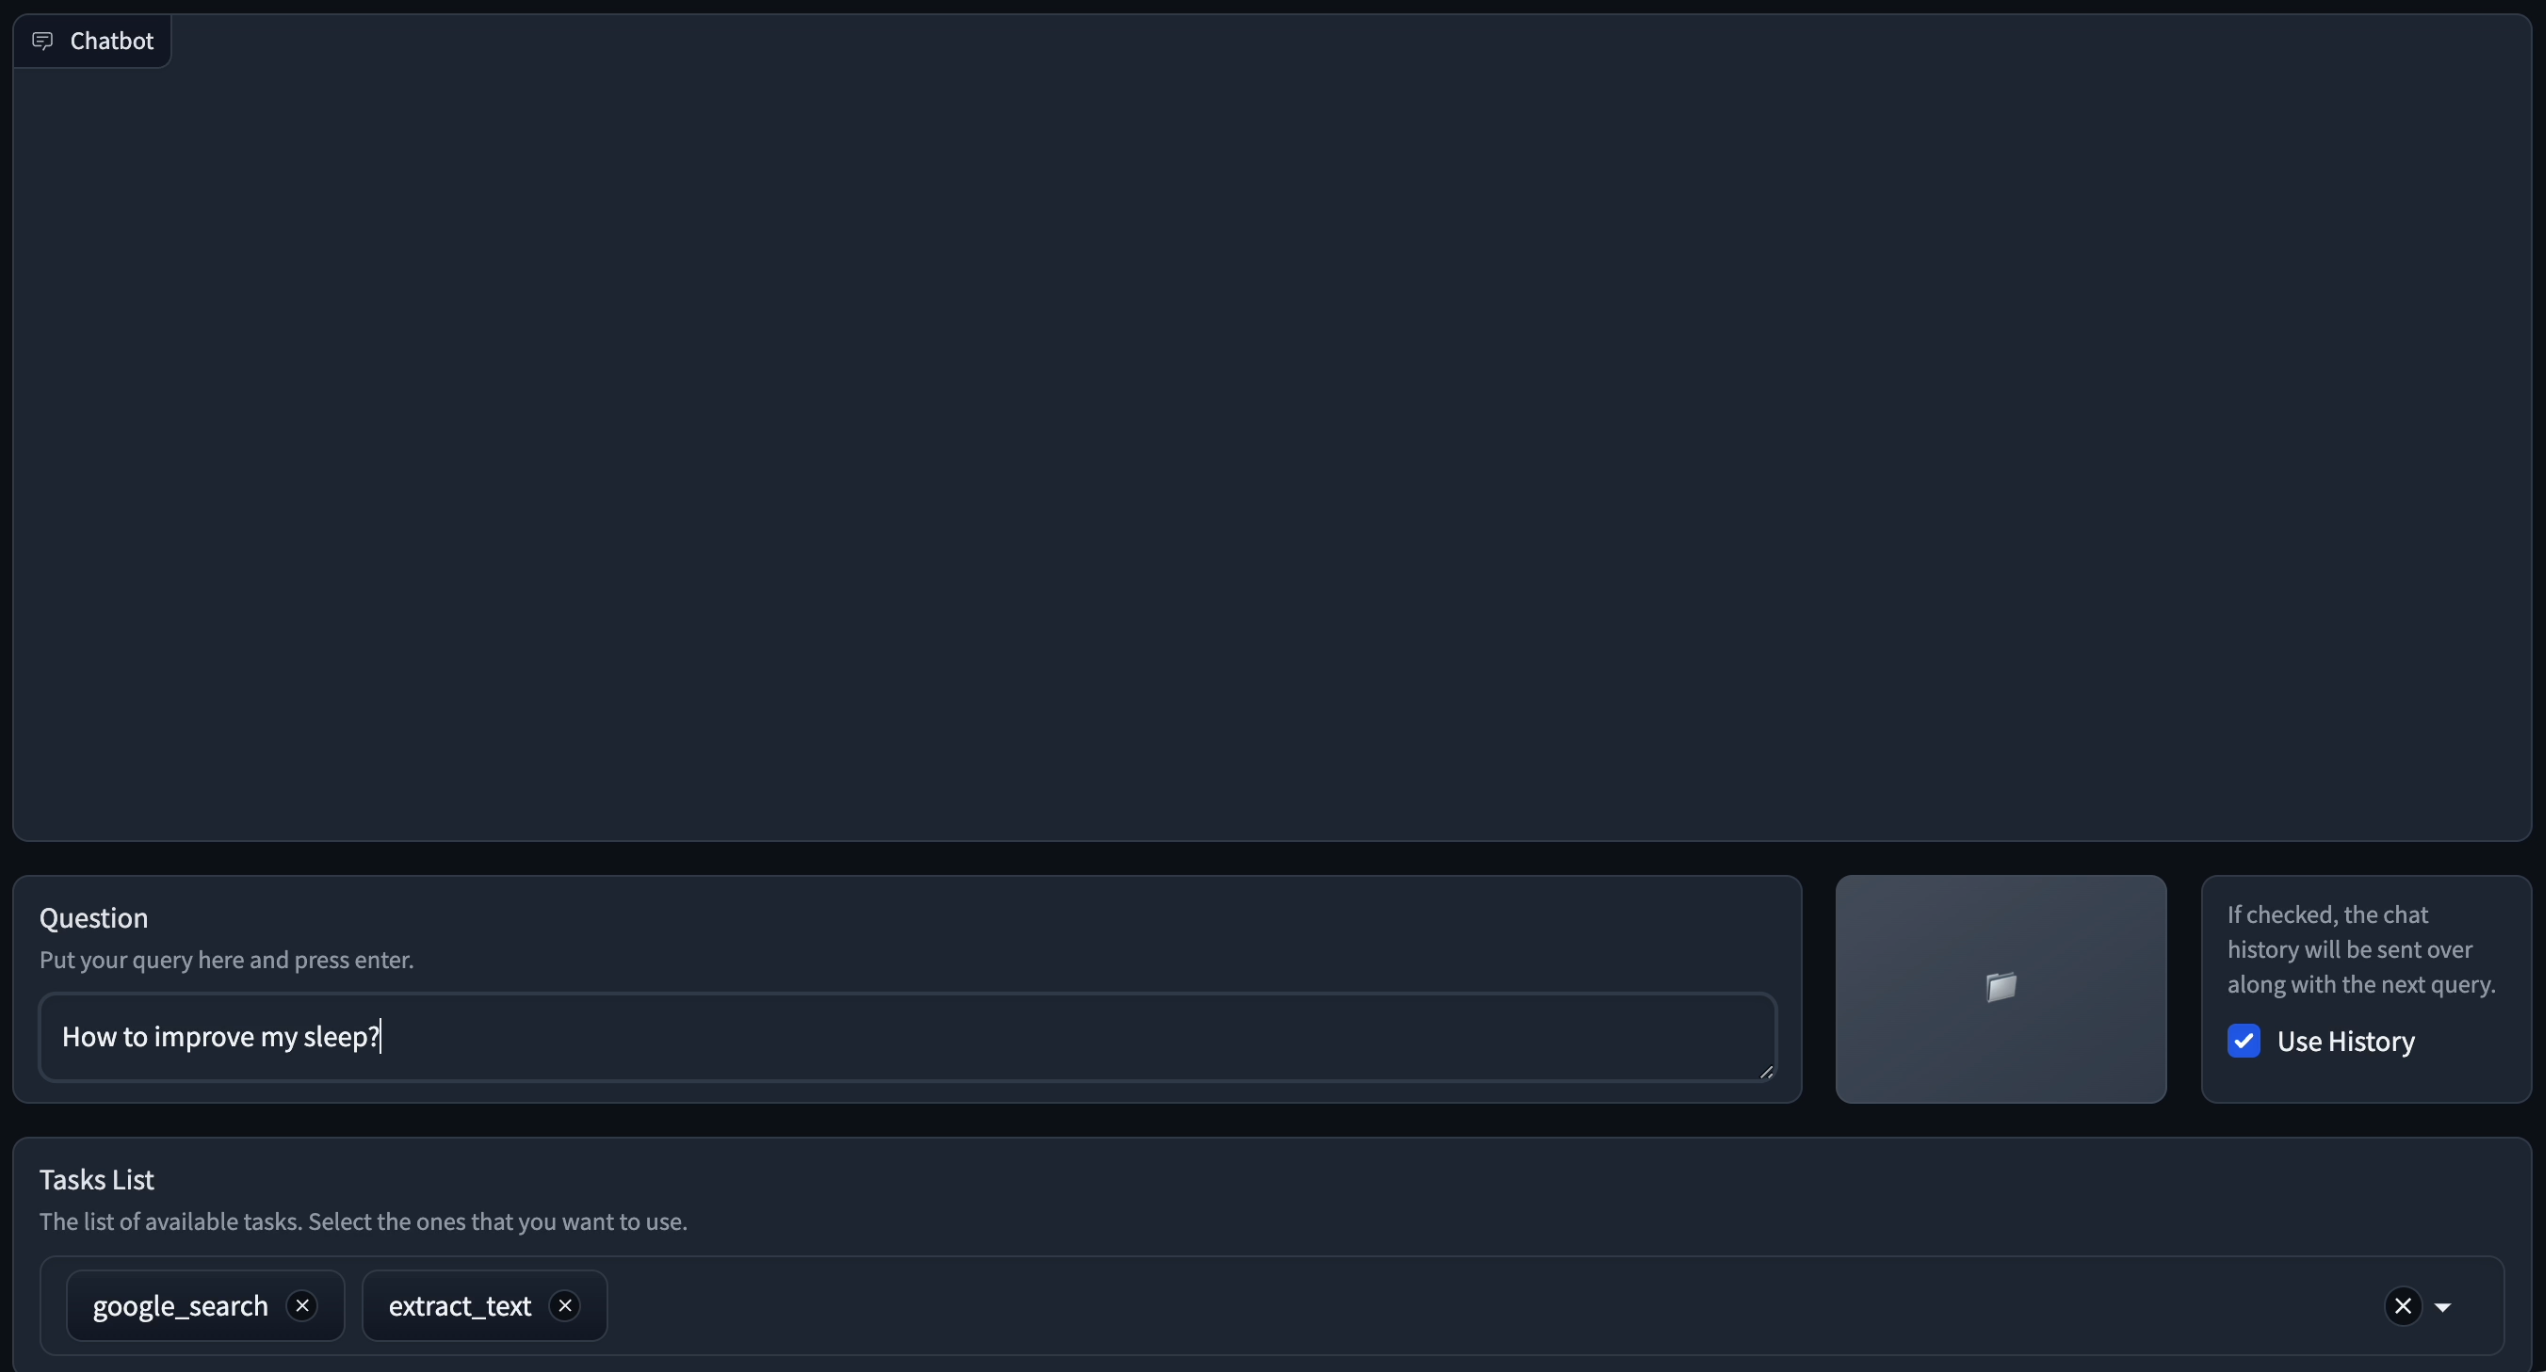 Chatbot
Question
Put your query here and press enter.
How to improve my sleep?
If checked, the chat
history will be sent over
along with the next query.
Use History
Tasks List
The list of available tasks. Select the ones that you want to use.
google_search
extract_text